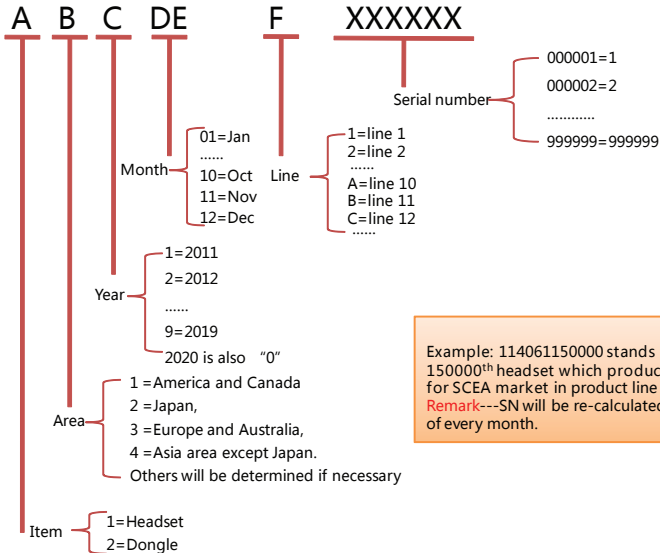 A B C DE F XXXXXX
000001=1
000002=2
............
999999=999999
Serial number
01=Jan
......
10=Oct
11=Nov
12=Dec
Month
1=line 1
2=line 2
......
A=line 10
B=line 11
C=line 12
......
Line
1=2011
2=2012
......
9=2019
2020 is also “0”
Year
Example: 114061150000 stands
150000th headset which produc
for SCEA market in product line
Remark---SN will be re-calculated
of every month.
1 =America and Canada
2 =Japan,
3 =Europe and Australia,
4 =Asia area except Japan.
Others will be determined if necessary
Area
1=Headset
2=Dongle
Item